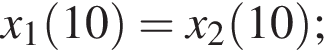 x₁(10) = x₂(10);